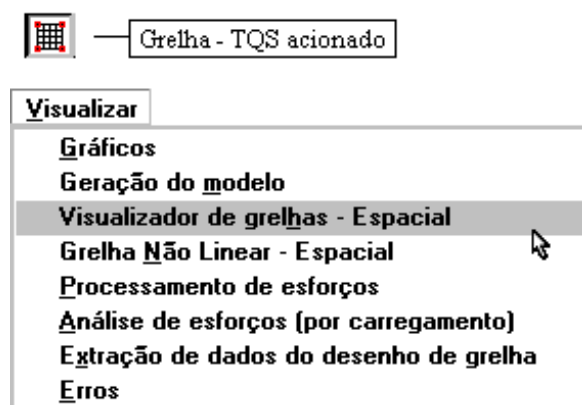 Grelha - TQS acionado
Visualizar
Gráficos
Geração do modelo
Visualizador de grelhas - Espacial
Grelha Não Linear - Espacial
Processamento de esforços
Análise de esforços (por carregamento)
Extração de dados do desenho de grelha
Erros